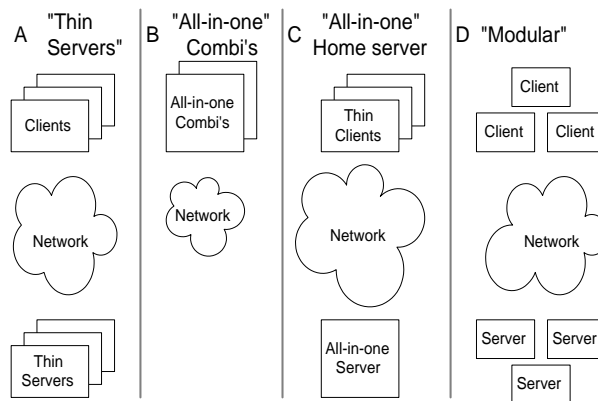 A "Thin
Servers"
Clients
Network
Thin
Servers
B "All-in-one"
Combi's
All-in-one
Combi's
Network
C "All-in-one"
Home server
Thin
Clients
Network
All-in-one
Server
D "Modular"
Client
Client Client
Network
Server Server
Server